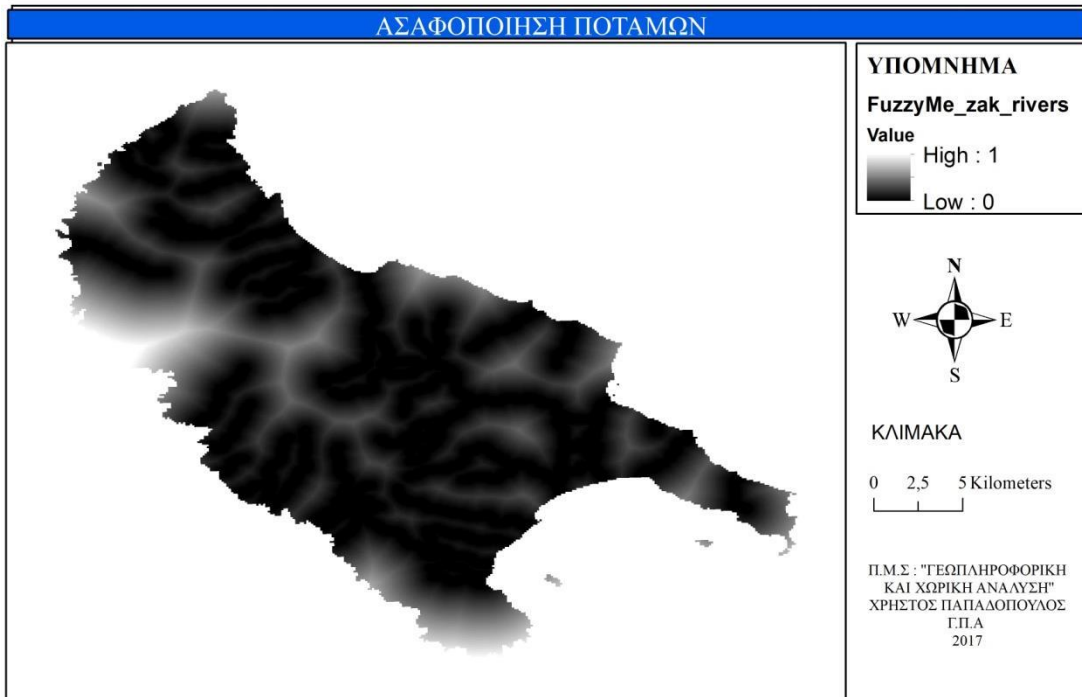 ΑΣΑΦΟΠΟΙΗΣΗ ΠΟΤΑΜΩΝ
ΥΠΟΜΝΗΜΑ
FuzzyMe_zak_rivers
Value
High : 1
Low : 0
N
W E
S
ΚΛΙΜΑΚΑ
0 2,5 5 Kilometers
Π.Μ.Σ : "ΓΕΩΠΛΗΡΟΦΟΡΙΚΗ
ΚΑΙ ΧΩΡΙΚΗ ΑΝΑΛΥΣΗ"
ΧΡΗΣΤΟΣ ΠΑΠΑΔΟΠΟΥΛΟΣ
Γ.Π.Α
2017